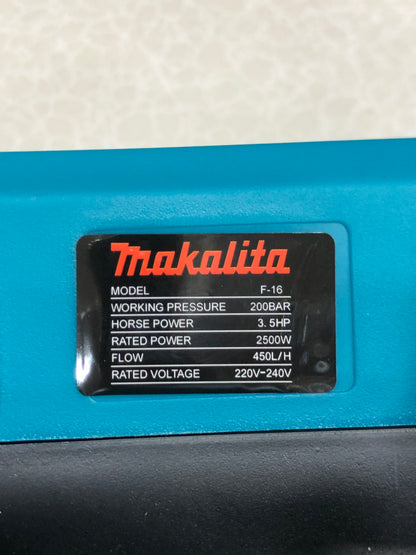 Makalita
MODEL F-16
WORKING PRESSURE 200BAR
HORSE POWER 3.5HP
RATED POWER 2500W
FLOW 450L/H
RATED VOLTAGE 220V-240V